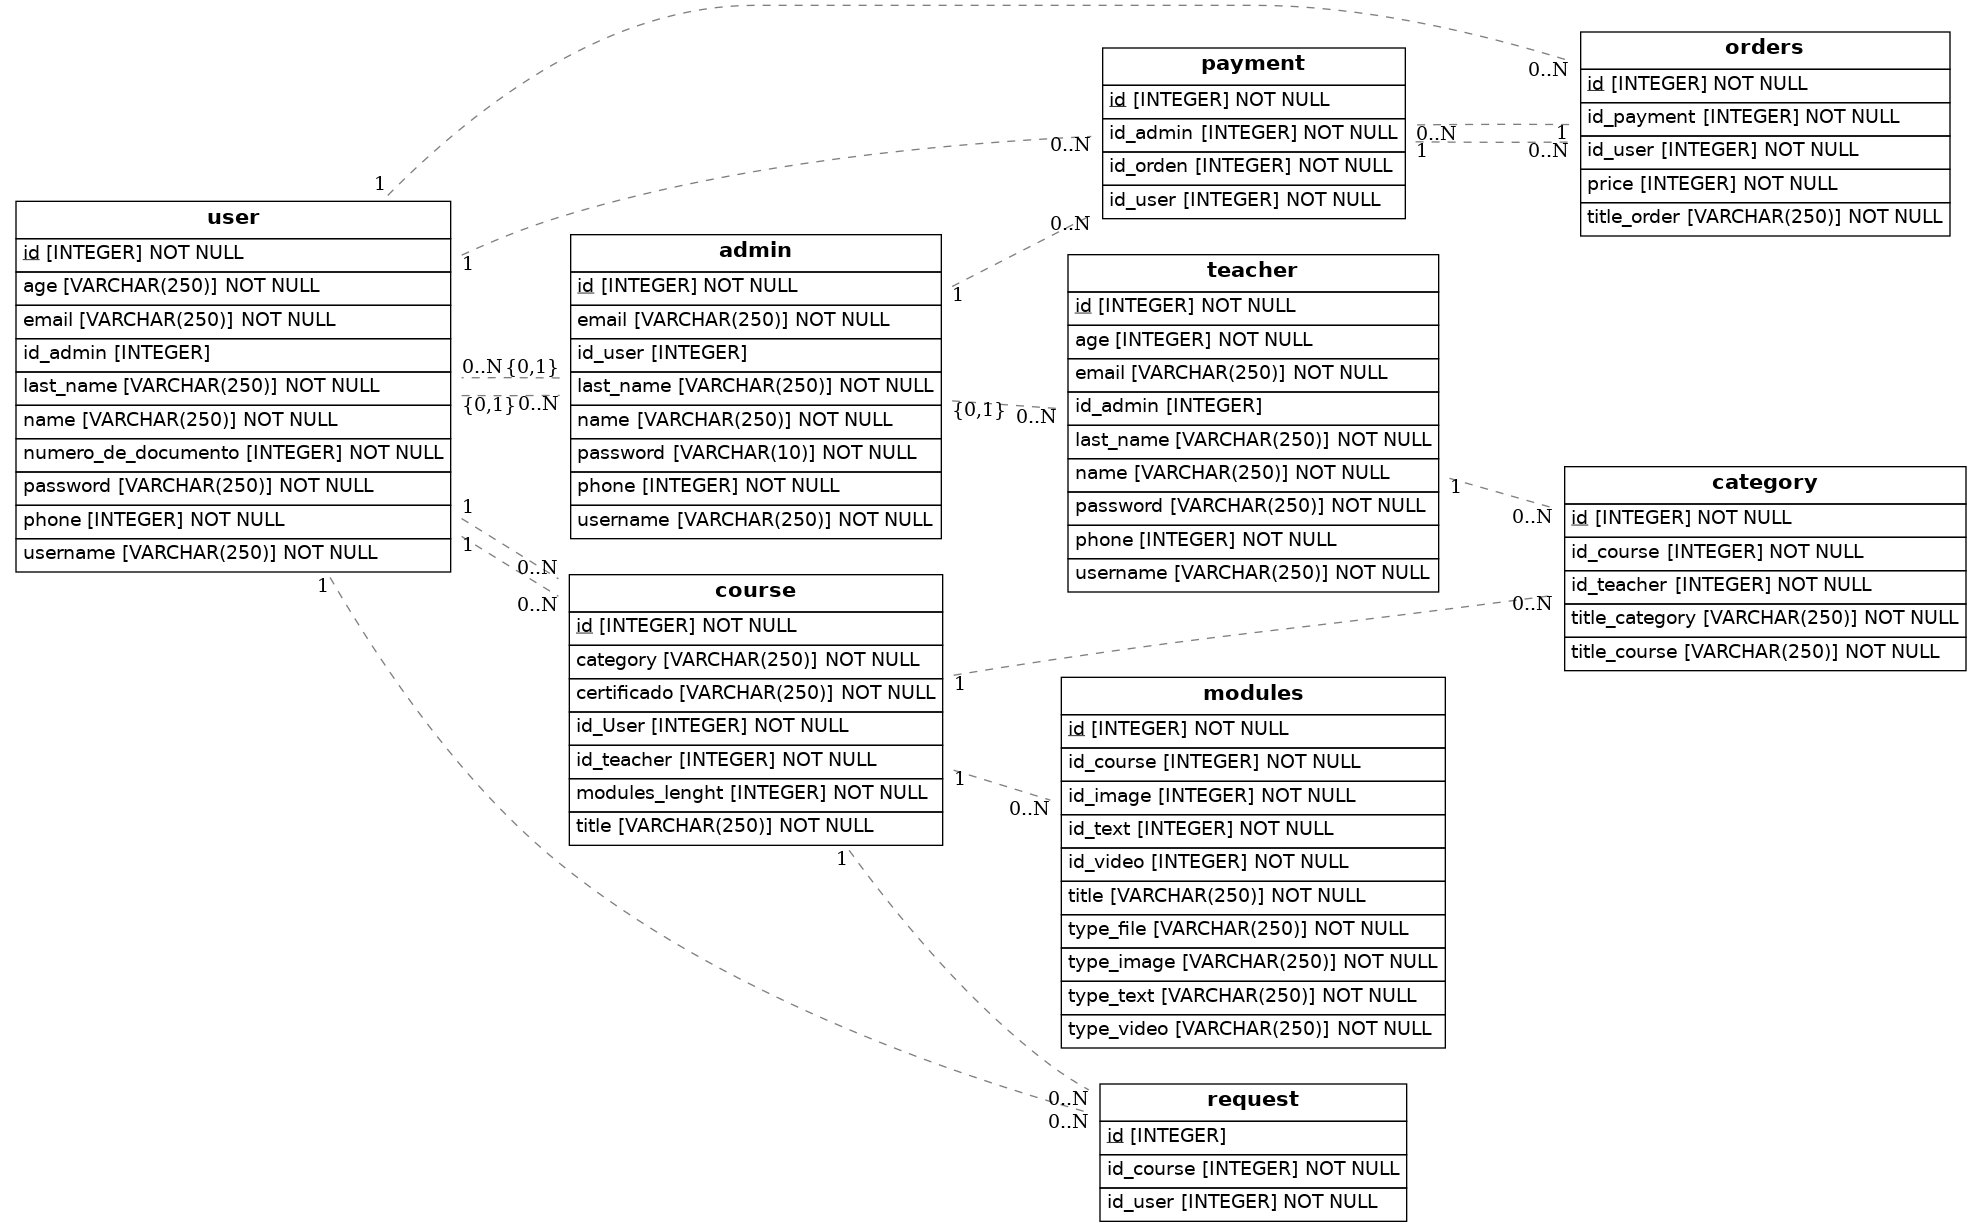 user
id [INTEGER] NOT NULL
age [VARCHAR(250)] NOT NULL
email [VARCHAR(250)] NOT NULL
id_admin [INTEGER]
last_name [VARCHAR(250)] NOT NULL
name [VARCHAR(250)] NOT NULL
numero_de_documento [INTEGER] NOT NULL
password [VARCHAR(250)] NOT NULL
phone [INTEGER] NOT NULL
username [VARCHAR(250)] NOT NULL
1
0..N
1
0..N
0..N {0,1}
{0,1} 0..N
1
0..N
1
0..N
1
0..N
admin
id [INTEGER] NOT NULL
email [VARCHAR(250)] NOT NULL
id_user [INTEGER]
last_name [VARCHAR(250)] NOT NULL
name [VARCHAR(250)] NOT NULL
password [VARCHAR(10)] NOT NULL
phone [INTEGER] NOT NULL
username [VARCHAR(250)] NOT NULL
1
0..N
{0,1} 0..N
course
id [INTEGER] NOT NULL
category [VARCHAR(250)] NOT NULL
certificado [VARCHAR(250)] NOT NULL
id_User [INTEGER] NOT NULL
id_teacher [INTEGER] NOT NULL
modules_lenght [INTEGER] NOT NULL
title [VARCHAR(250)] NOT NULL
1
0..N
1
0..N
1
0..N
payment
id [INTEGER] NOT NULL
id_admin [INTEGER] NOT NULL
id_orden [INTEGER] NOT NULL
id_user [INTEGER] NOT NULL
0..N 1
1 0..N
teacher
id [INTEGER] NOT NULL
age [INTEGER] NOT NULL
email [VARCHAR(250)] NOT NULL
id_admin [INTEGER]
last_name [VARCHAR(250)] NOT NULL
name [VARCHAR(250)] NOT NULL
password [VARCHAR(250)] NOT NULL
phone [INTEGER] NOT NULL
username [VARCHAR(250)] NOT NULL
1
0..N
modules
id [INTEGER] NOT NULL
id_course [INTEGER] NOT NULL
id_image [INTEGER] NOT NULL
id_text [INTEGER] NOT NULL
id_video [INTEGER] NOT NULL
title [VARCHAR(250)] NOT NULL
type_file [VARCHAR(250)] NOT NULL
type_image [VARCHAR(250)] NOT NULL
type_text [VARCHAR(250)] NOT NULL
type_video [VARCHAR(250)] NOT NULL
request
id [INTEGER]
id_course [INTEGER] NOT NULL
id_user [INTEGER] NOT NULL
orders
id [INTEGER] NOT NULL
id_payment [INTEGER] NOT NULL
id_user [INTEGER] NOT NULL
price [INTEGER] NOT NULL
title_order [VARCHAR(250)] NOT NULL
category
id [INTEGER] NOT NULL
id_course [INTEGER] NOT NULL
id_teacher [INTEGER] NOT NULL
title_category [VARCHAR(250)] NOT NULL
title_course [VARCHAR(250)] NOT NULL